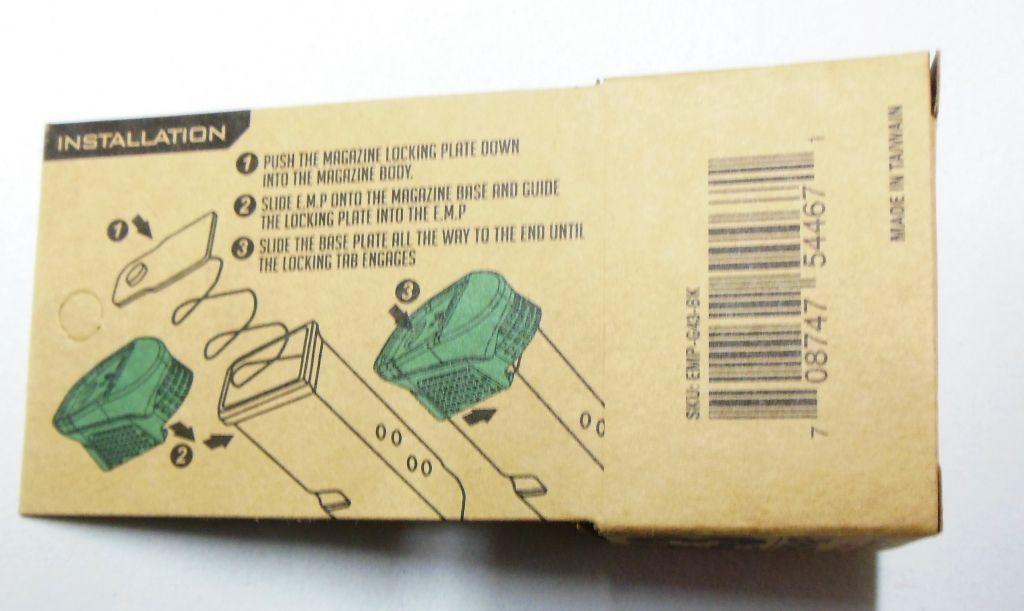 INSTALLATION
1 PUSH THE MAGAZINE LOCKING PLATE DOWN
INTO THE MAGAZINE BODY.
2 SLIDE E.M.P ONTO THE MAGAZINE BASE AND GUIDE
THE LOCKING PLATE INTO THE E.M.P
3 SLIDE THE BASE PLATE ALL THE WAY TO THE END UNTIL
THE LOCKING TAB ENGAGES
1
3
2
SKU: EMP-G43-BK
7 08747 54467 1
MADE IN TAIWAIN